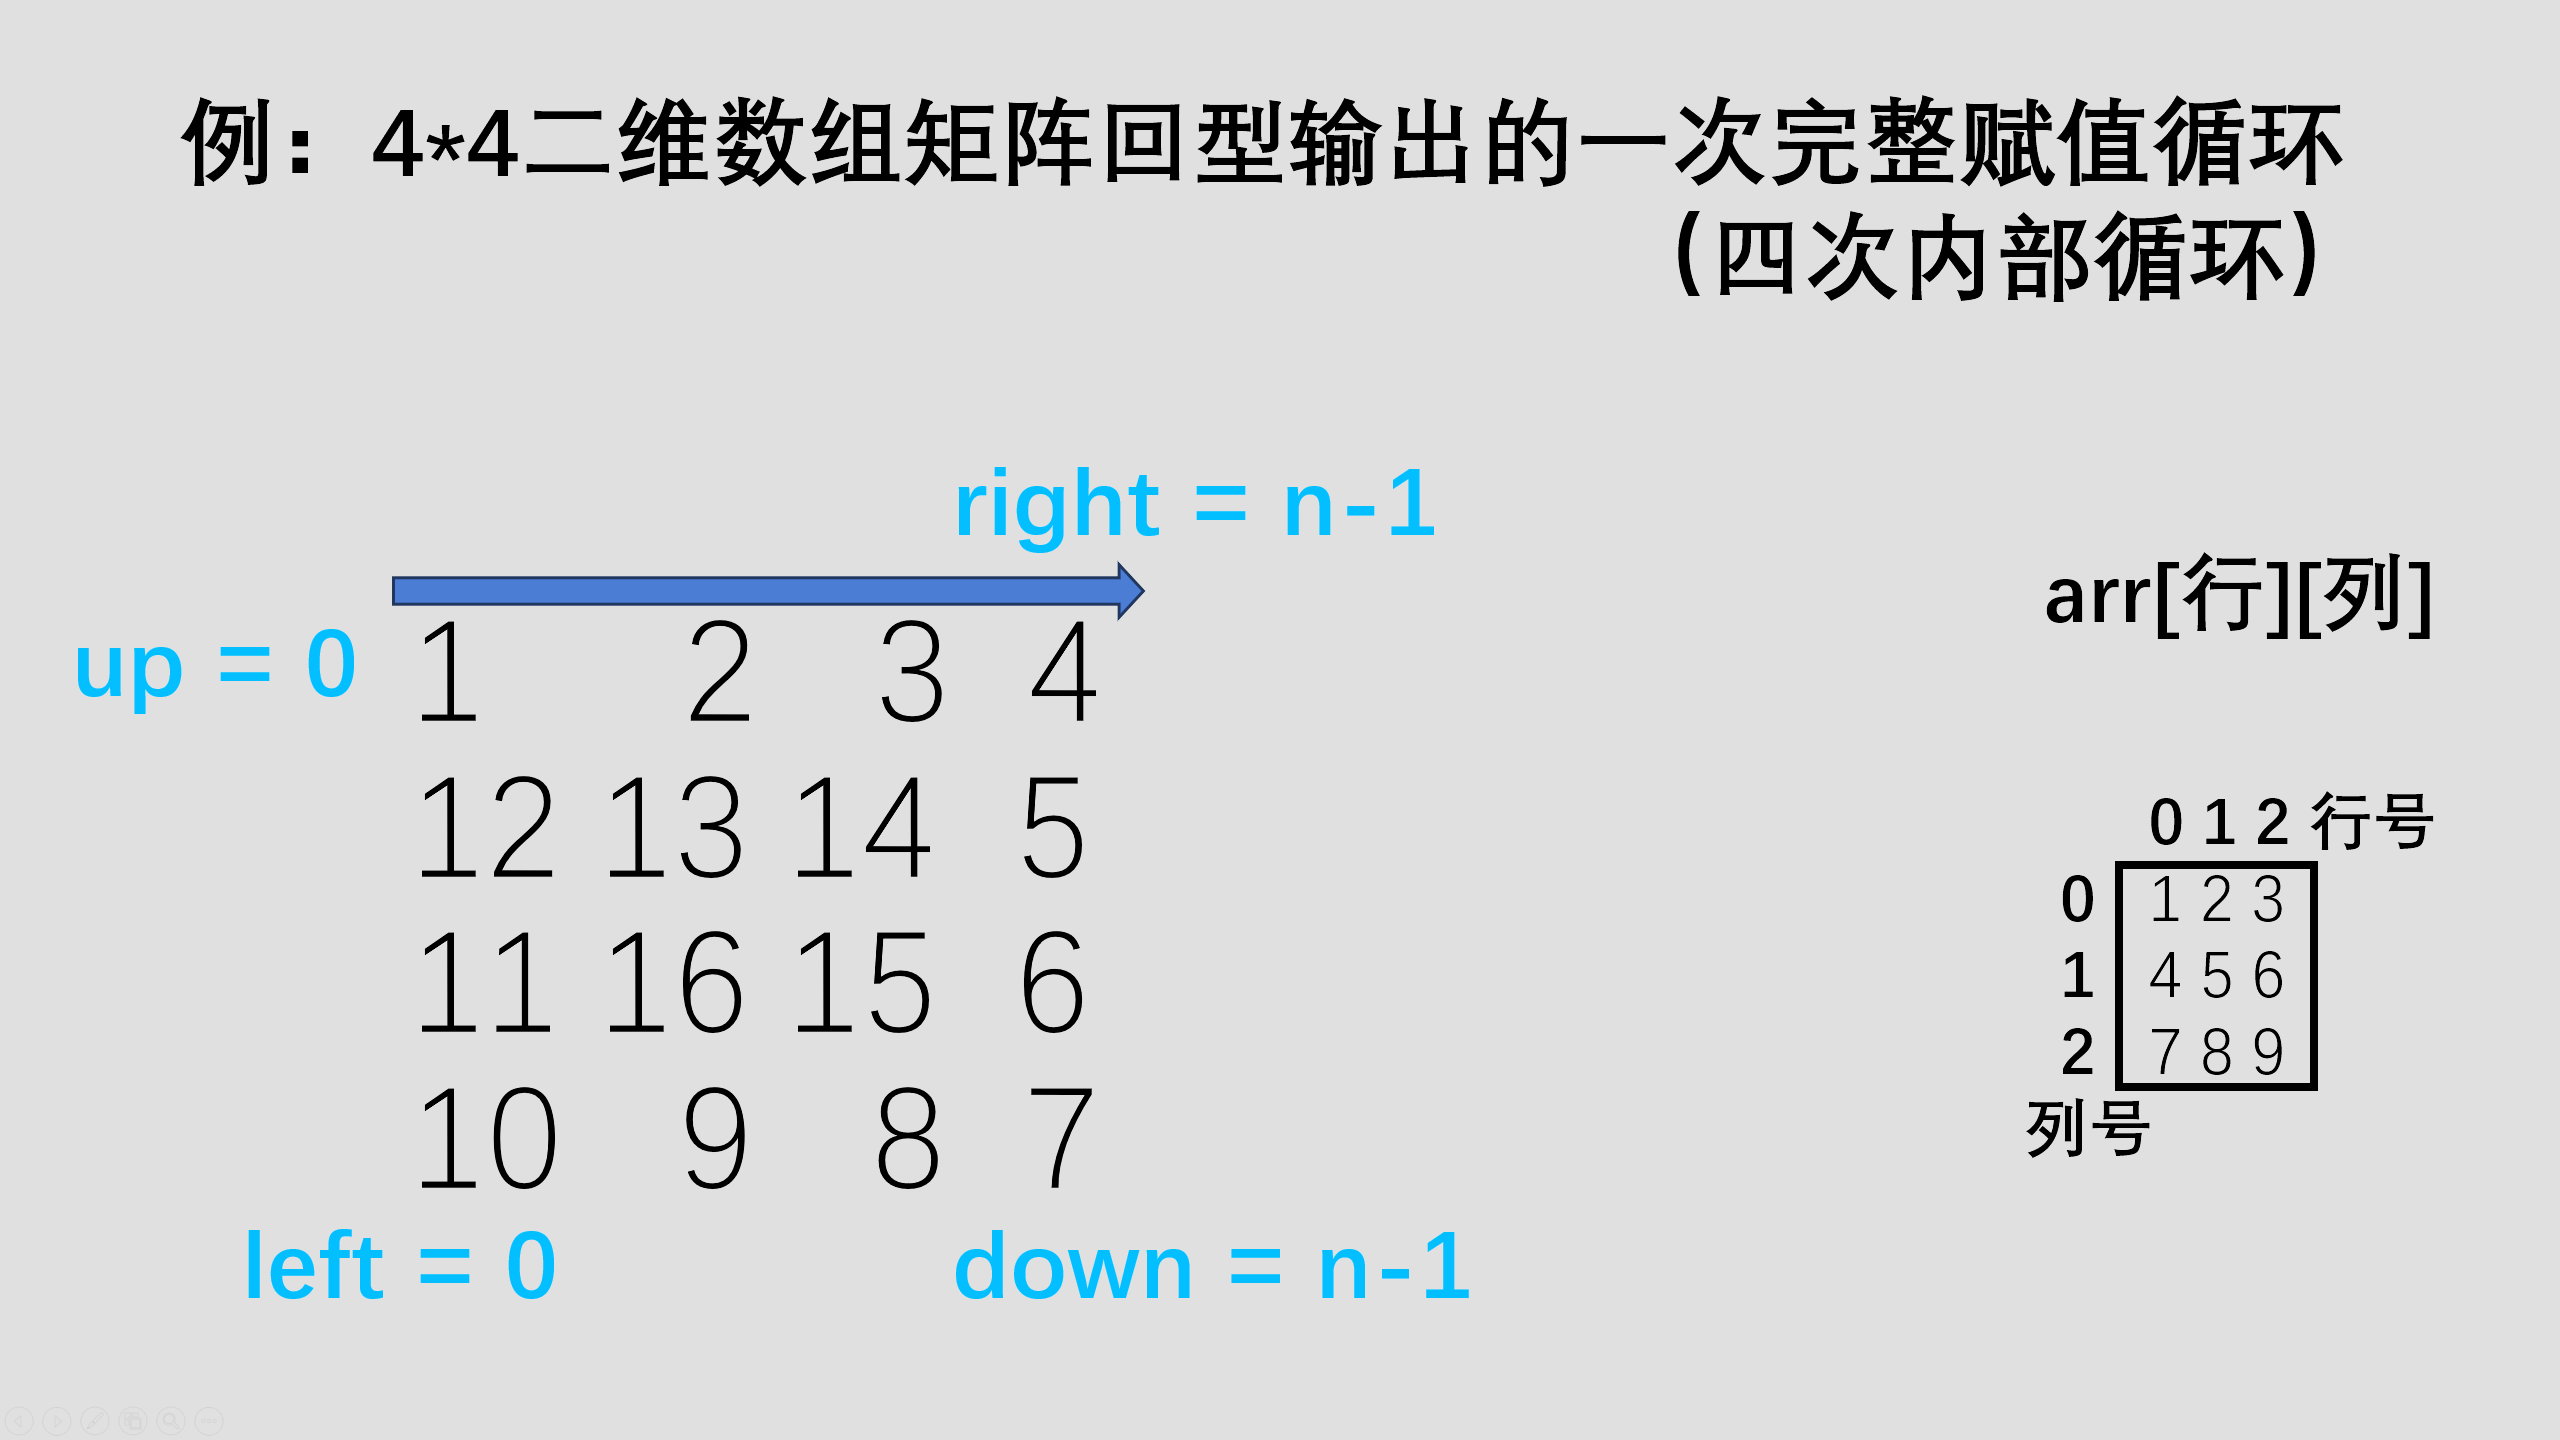 例：4*4二维数组矩阵回型输出的一次完整赋值循环
(四次内部循环)
right = n-1
up = 0
1 2 3 4
12 13 14 5
11 16 15 6
10 9 8 7
left = 0 down = n-1
arr[行][列]
0 1 2 行号
0 1 2 3
1 4 5 6
2 7 8 9
列号